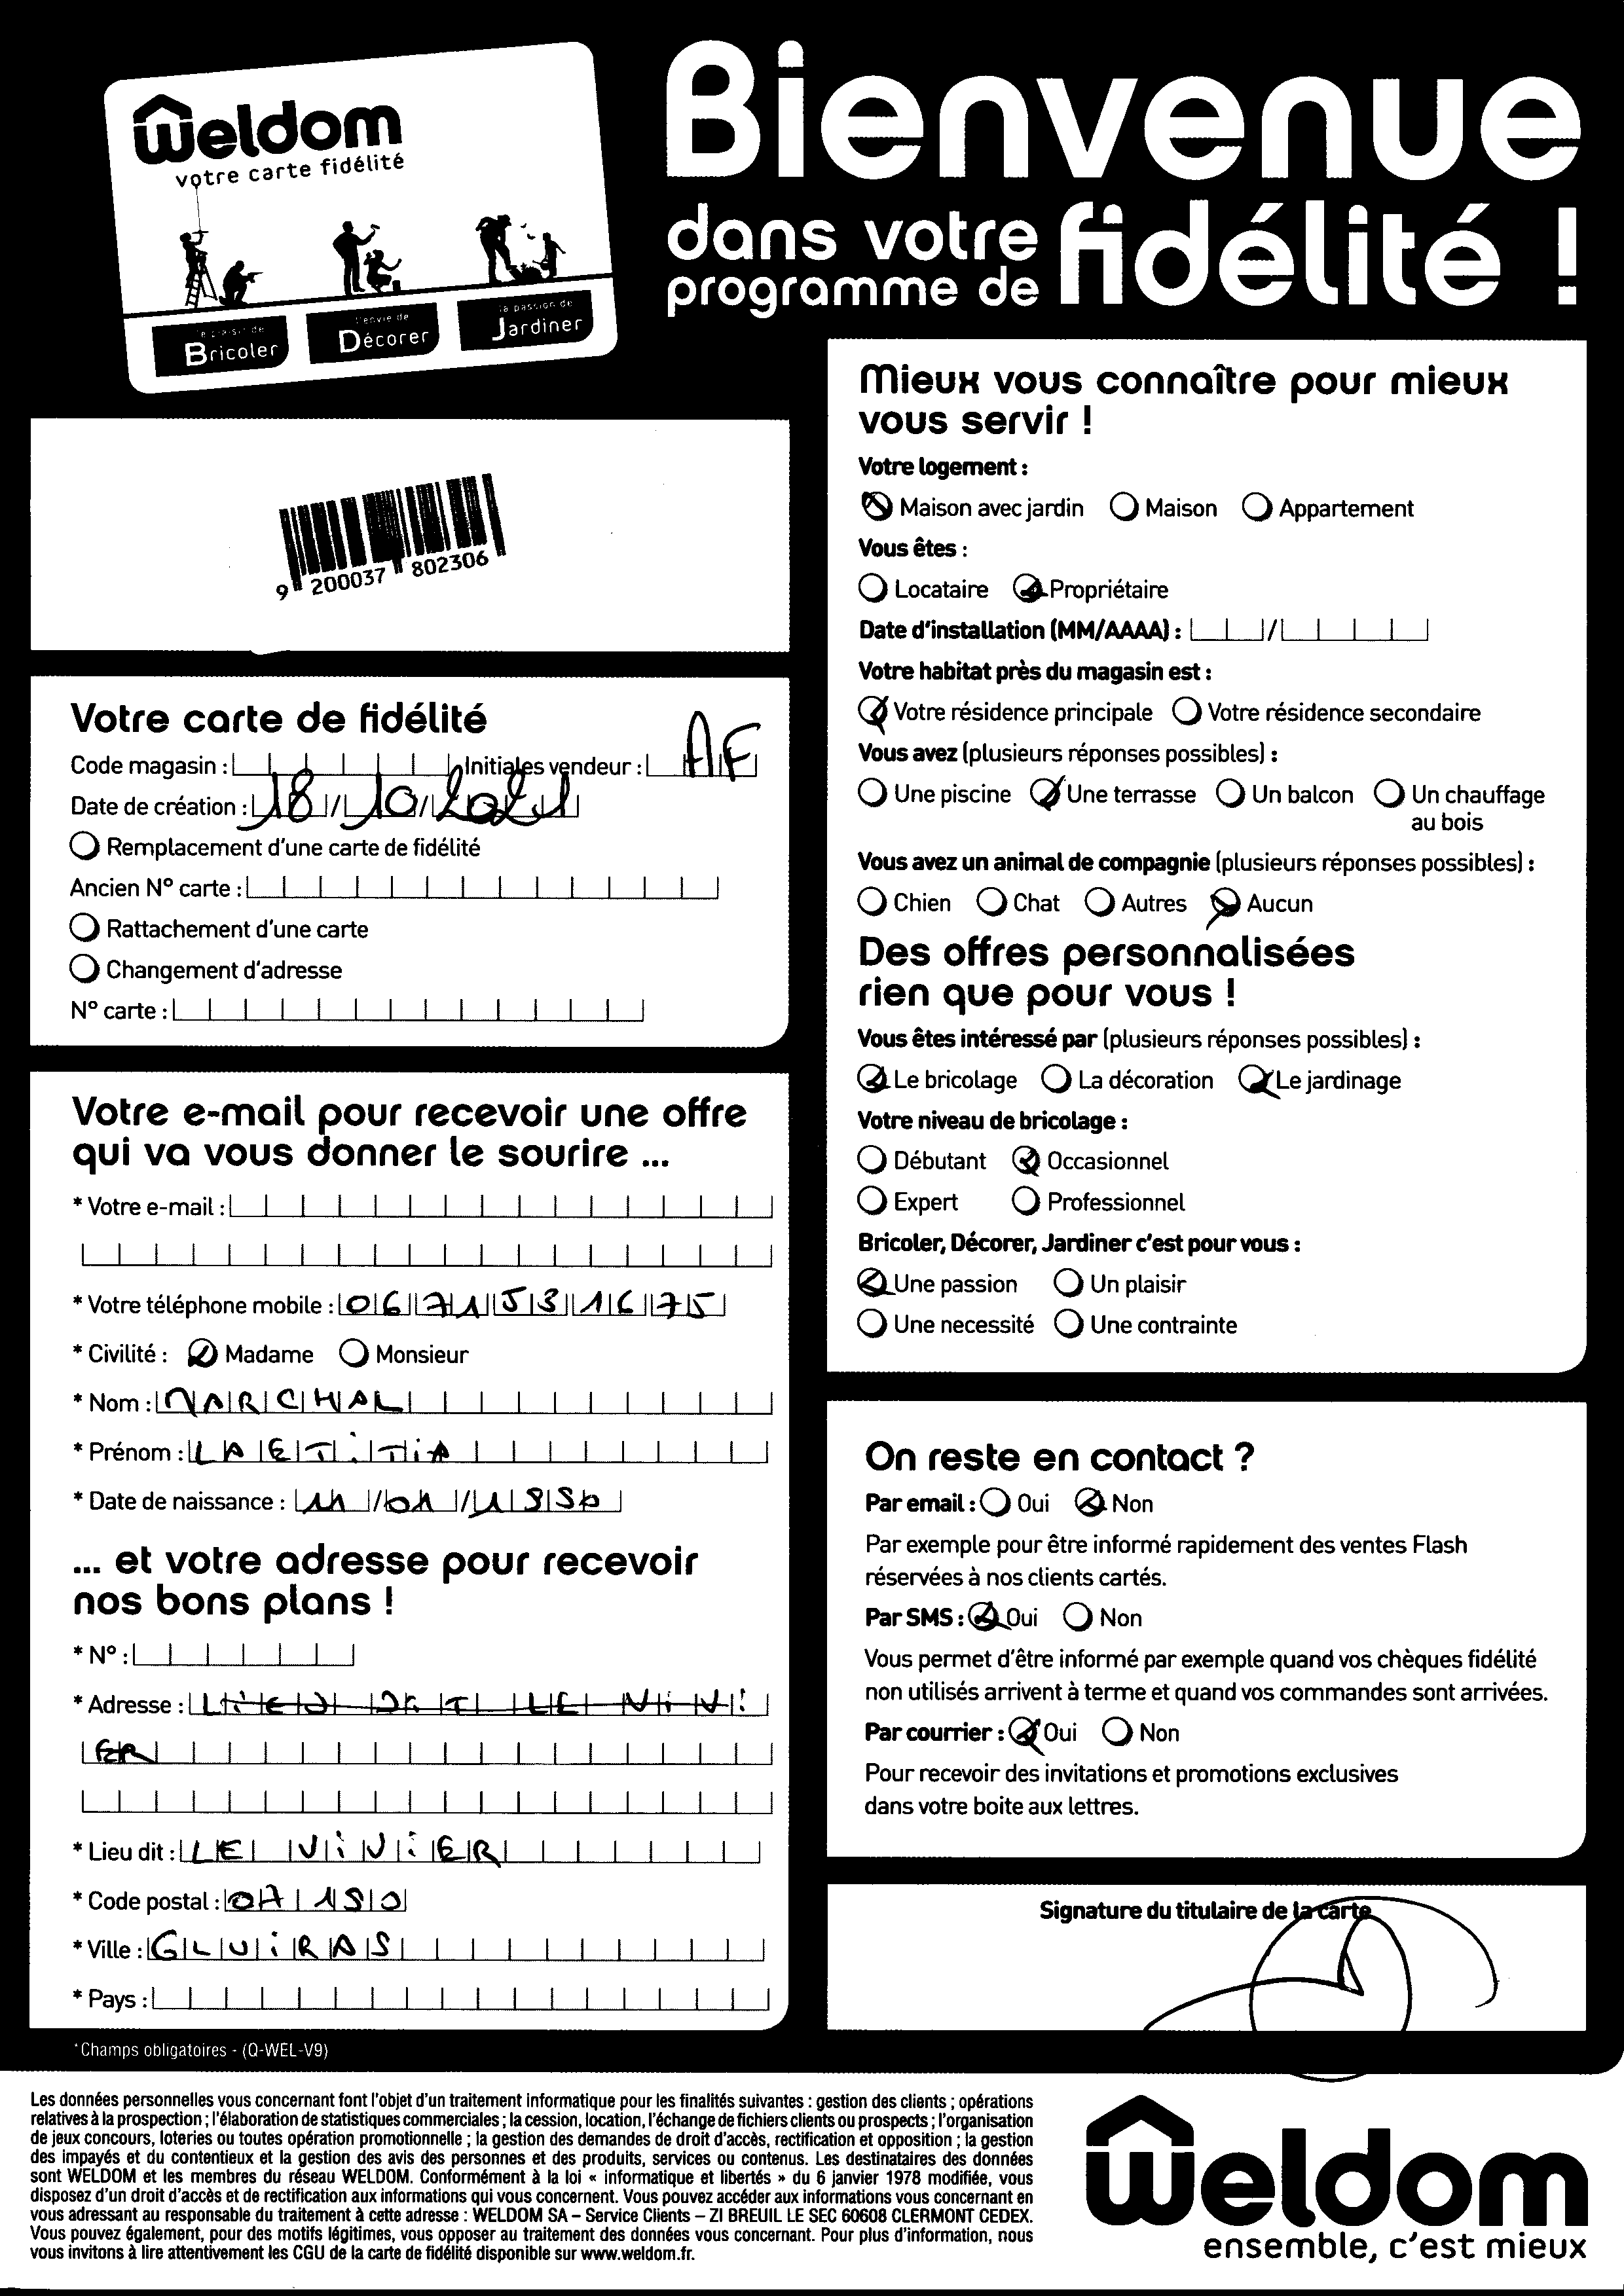 Weldom
votre carte fidélité
le plaisir de
Bricoler
l'envie de
Décorer
la passion de
Jardiner
Bienvenue
dans votre
programme de fidélité !
9 200037 802306
Votre carte de fidélité
Code magasin : Initiales vendeur : AF
Date de création : 18/10/2021
Remplacement d'une carte de fidélité
Ancien N° carte :
Rattachement d'une carte
Changement d'adresse
N° carte :
Votre e-mail pour recevoir une offre
qui va vous donner le sourire ...
* Votre e-mail :
* Votre téléphone mobile : 06 71 53 16 75
* Civilité : Madame Monsieur
* Nom : MARCHAL
* Prénom : LAETiTiA
* Date de naissance : 11/01/
... et votre adresse pour recevoir
nos bons plans !
* N° :
* Adresse :
ER
* Lieu dit : LE ViViER
* Code postal : 07190
* Ville : GLUiRAS
* Pays :
*Champs obligatoires - (Q-WEL-V9)
Mieux vous connaître pour mieux
vous servir !
Votre logement :
Maison avec jardin Maison Appartement
Vous êtes :
Locataire Propriétaire
Date d'installation (MM/AAAA) : /
Votre habitat près du magasin est :
Votre résidence principale Votre résidence secondaire
Vous avez (plusieurs réponses possibles) :
Une piscine Une terrasse Un balcon Un chauffage
au bois
Vous avez un animal de compagnie (plusieurs réponses possibles) :
Chien Chat Autres Aucun
Des offres personnalisées
rien que pour vous !
Vous êtes intéressé par (plusieurs réponses possibles) :
Le bricolage La décoration Le jardinage
Votre niveau de bricolage :
Débutant Occasionnel
Expert Professionnel
Bricoler, Décorer, Jardiner c'est pour vous :
Une passion Un plaisir
Une necessité Une contrainte
On reste en contact ?
Par email : Oui Non
Par exemple pour être informé rapidement des ventes Flash
réservées à nos clients cartés.
Par SMS : Oui Non
Vous permet d'être informé par exemple quand vos chèques fidélité
non utilisés arrivent à terme et quand vos commandes sont arrivées.
Par courrier : Oui Non
Pour recevoir des invitations et promotions exclusives
dans votre boite aux lettres.
Signature du titulaire de la carte
Les données personnelles vous concernant font l'objet d'un traitement informatique pour les finalités suivantes : gestion des clients ; opérations
relatives à la prospection ; l'élaboration de statistiques commerciales ; la cession, location, l'échange de fichiers clients ou prospects ; l'organisation
de jeux concours, loteries ou toutes opération promotionnelle ; la gestion des demandes de droit d'accès, rectification et opposition ; la gestion
des impayés et du contentieux et la gestion des avis des personnes et des produits, services ou contenus. Les destinataires des données
sont WELDOM et les membres du réseau WELDOM. Conformément à la loi « informatique et libertés » du 6 janvier 1978 modifiée, vous
disposez d'un droit d'accès et de rectification aux informations qui vous concernent. Vous pouvez accéder aux informations vous concernant en
vous adressant au responsable du traitement à cette adresse : WELDOM SA – Service Clients – ZI BREUIL LE SEC 60608 CLERMONT CEDEX.
Vous pouvez également, pour des motifs légitimes, vous opposer au traitement des données vous concernant. Pour plus d'information, nous
vous invitons à lire attentivement les CGU de la carte de fidélité disponible sur www.weldom.fr.
Weldom
ensemble, c'est mieux